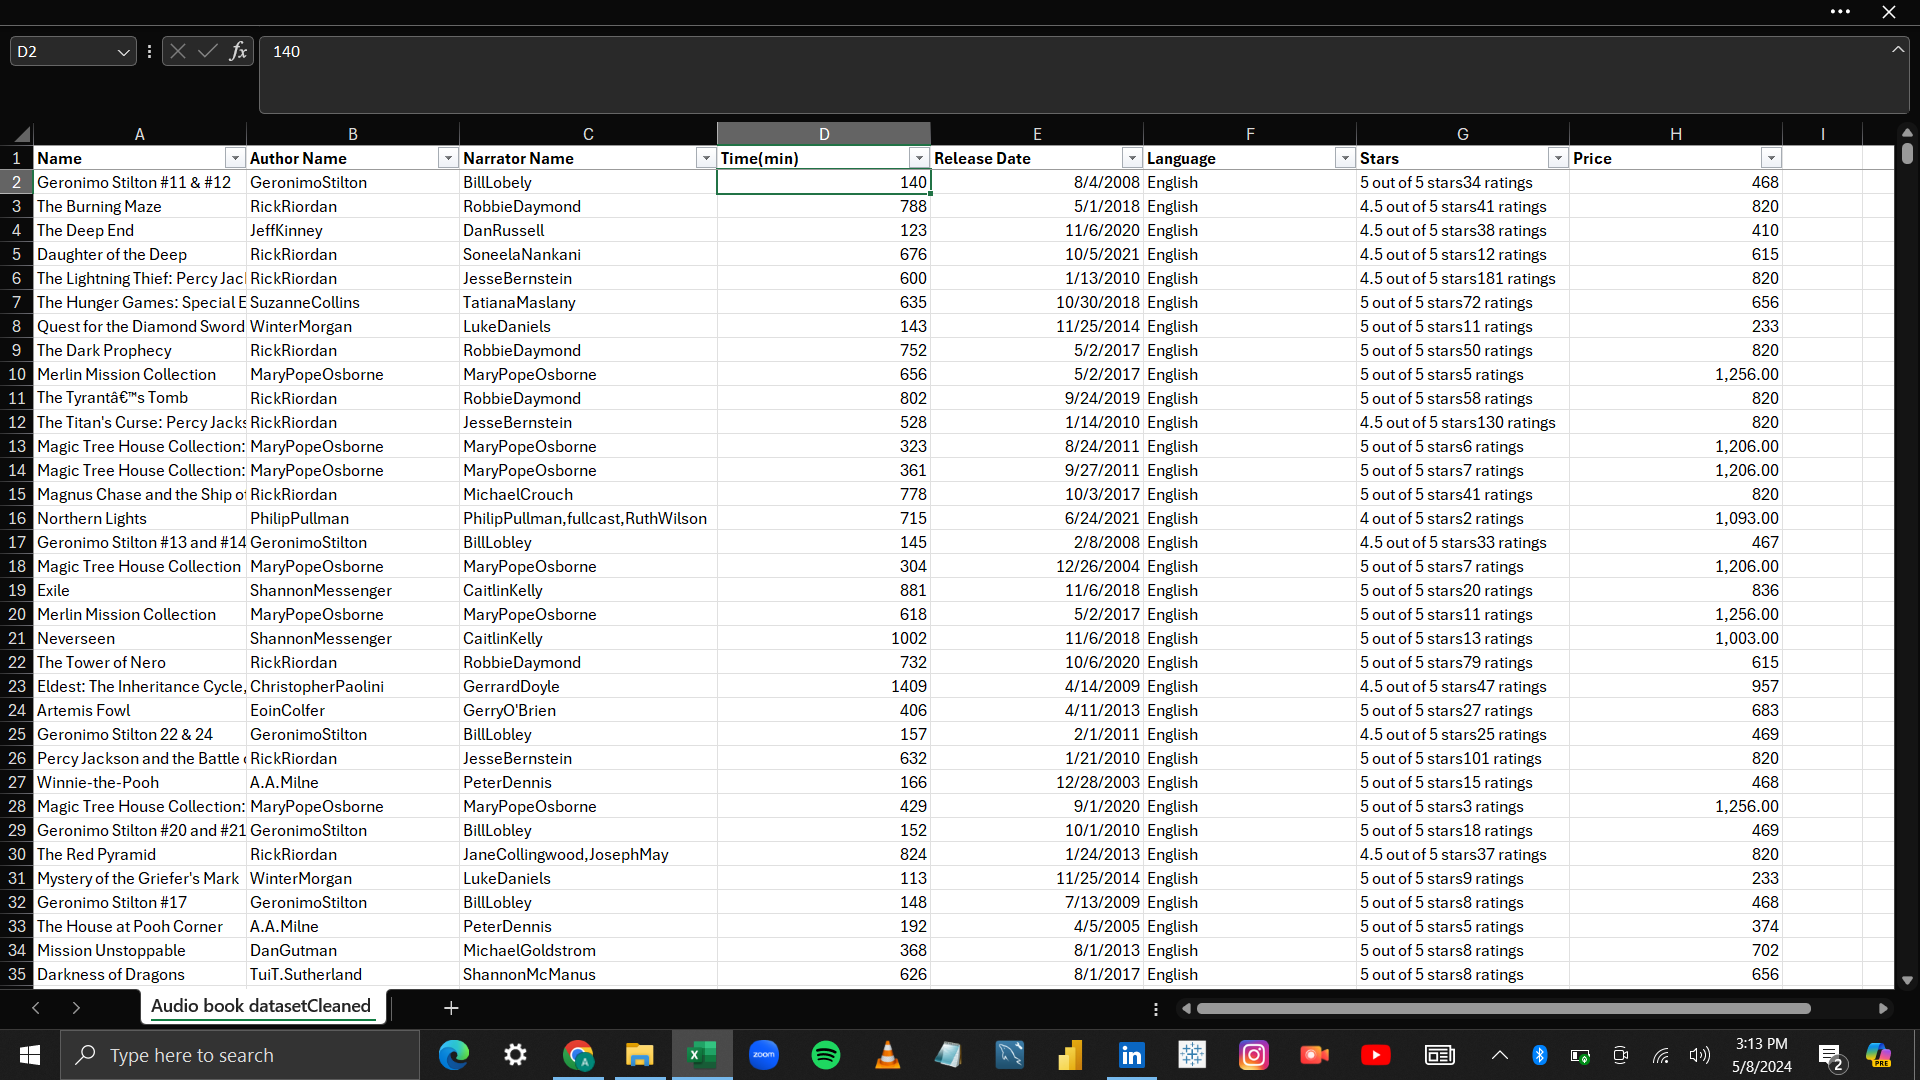 D2 fx 140
A B C D E F G H I
1 Name Author Name Narrator Name Time(min) Release Date Language Stars Price
2 Geronimo Stilton #11 & #12 GeronimoStilton BillLobely 140 8/4/2008 English 5 out of 5 stars34 ratings 468
3 The Burning Maze RickRiordan RobbieDaymond 788 5/1/2018 English 4.5 out of 5 stars41 ratings 820
4 The Deep End JeffKinney DanRussell 123 11/6/2020 English 4.5 out of 5 stars38 ratings 410
5 Daughter of the Deep RickRiordan SoneelaNankani 676 10/5/2021 English 4.5 out of 5 stars12 ratings 615
6 The Lightning Thief: Percy Jac RickRiordan JesseBernstein 600 1/13/2010 English 4.5 out of 5 stars181 ratings 820
7 The Hunger Games: Special E SuzanneCollins TatianaMaslany 635 10/30/2018 English 5 out of 5 stars72 ratings 656
8 Quest for the Diamond Sword WinterMorgan LukeDaniels 143 11/25/2014 English 5 out of 5 stars11 ratings 233
9 The Dark Prophecy RickRiordan RobbieDaymond 752 5/2/2017 English 5 out of 5 stars50 ratings 820
10 Merlin Mission Collection MaryPopeOsborne MaryPopeOsborne 656 5/2/2017 English 5 out of 5 stars5 ratings 1,256.00
11 The Tyrantâ€™s Tomb RickRiordan RobbieDaymond 802 9/24/2019 English 5 out of 5 stars58 ratings 820
12 The Titan's Curse: Percy Jacks RickRiordan JesseBernstein 528 1/14/2010 English 4.5 out of 5 stars130 ratings 820
13 Magic Tree House Collection: MaryPopeOsborne MaryPopeOsborne 323 8/24/2011 English 5 out of 5 stars6 ratings 1,206.00
14 Magic Tree House Collection: MaryPopeOsborne MaryPopeOsborne 361 9/27/2011 English 5 out of 5 stars7 ratings 1,206.00
15 Magnus Chase and the Ship of RickRiordan MichaelCrouch 778 10/3/2017 English 5 out of 5 stars41 ratings 820
16 Northern Lights PhilipPullman PhilipPullman,fullcast,RuthWilson 715 6/24/2021 English 4 out of 5 stars2 ratings 1,093.00
17 Geronimo Stilton #13 and #14 GeronimoStilton BillLobley 145 2/8/2008 English 4.5 out of 5 stars33 ratings 467
18 Magic Tree House Collection MaryPopeOsborne MaryPopeOsborne 304 12/26/2004 English 5 out of 5 stars7 ratings 1,206.00
19 Exile ShannonMessenger CaitlinKelly 881 11/6/2018 English 5 out of 5 stars20 ratings 836
20 Merlin Mission Collection MaryPopeOsborne MaryPopeOsborne 618 5/2/2017 English 5 out of 5 stars11 ratings 1,256.00
21 Neverseen ShannonMessenger CaitlinKelly 1002 11/6/2018 English 5 out of 5 stars13 ratings 1,003.00
22 The Tower of Nero RickRiordan RobbieDaymond 732 10/6/2020 English 5 out of 5 stars79 ratings 615
23 Eldest: The Inheritance Cycle, ChristopherPaolini GerrardDoyle 1409 4/14/2009 English 4.5 out of 5 stars47 ratings 957
24 Artemis Fowl EoinColfer GerryO'Brien 406 4/11/2013 English 5 out of 5 stars27 ratings 683
25 Geronimo Stilton 22 & 24 GeronimoStilton BillLobley 157 2/1/2011 English 4.5 out of 5 stars25 ratings 469
26 Percy Jackson and the Battle RickRiordan JesseBernstein 632 1/21/2010 English 5 out of 5 stars101 ratings 820
27 Winnie-the-Pooh A.A.Milne PeterDennis 166 12/28/2003 English 5 out of 5 stars15 ratings 468
28 Magic Tree House Collection: MaryPopeOsborne MaryPopeOsborne 429 9/1/2020 English 5 out of 5 stars3 ratings 1,256.00
29 Geronimo Stilton #20 and #21 GeronimoStilton BillLobley 152 10/1/2010 English 5 out of 5 stars18 ratings 469
30 The Red Pyramid RickRiordan JaneCollingwood,JosephMay 824 1/24/2013 English 4.5 out of 5 stars37 ratings 820
31 Mystery of the Griefer's Mark WinterMorgan LukeDaniels 113 11/25/2014 English 5 out of 5 stars9 ratings 233
32 Geronimo Stilton #17 GeronimoStilton BillLobley 148 7/13/2009 English 5 out of 5 stars8 ratings 468
33 The House at Pooh Corner A.A.Milne PeterDennis 192 4/5/2005 English 5 out of 5 stars5 ratings 374
34 Mission Unstoppable DanGutman MichaelGoldstrom 368 8/1/2013 English 5 out of 5 stars8 ratings 702
35 Darkness of Dragons TuiT.Sutherland ShannonMcManus 626 8/1/2017 English 5 out of 5 stars8 ratings 656
Audio book datasetCleaned
Type here to search
A
X
zoom
in
3:13 PM
5/8/2024
2
PRE